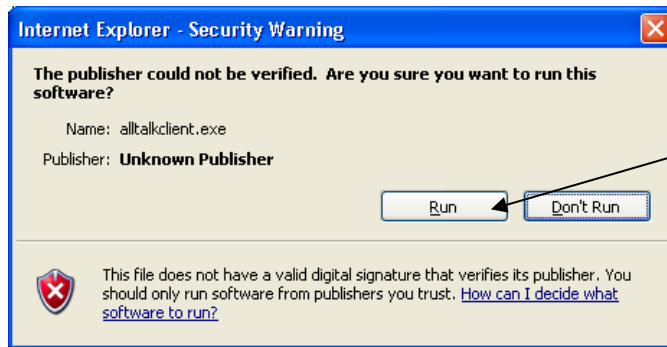 Internet Explorer - Security Warning
The publisher could not be verified.  Are you sure you want to run this
software?
Name: alltalkclient.exe
Publisher: Unknown Publisher
Run Don't Run
This file does not have a valid digital signature that verifies its publisher. You
should only run software from publishers you trust. How can I decide what
software to run?